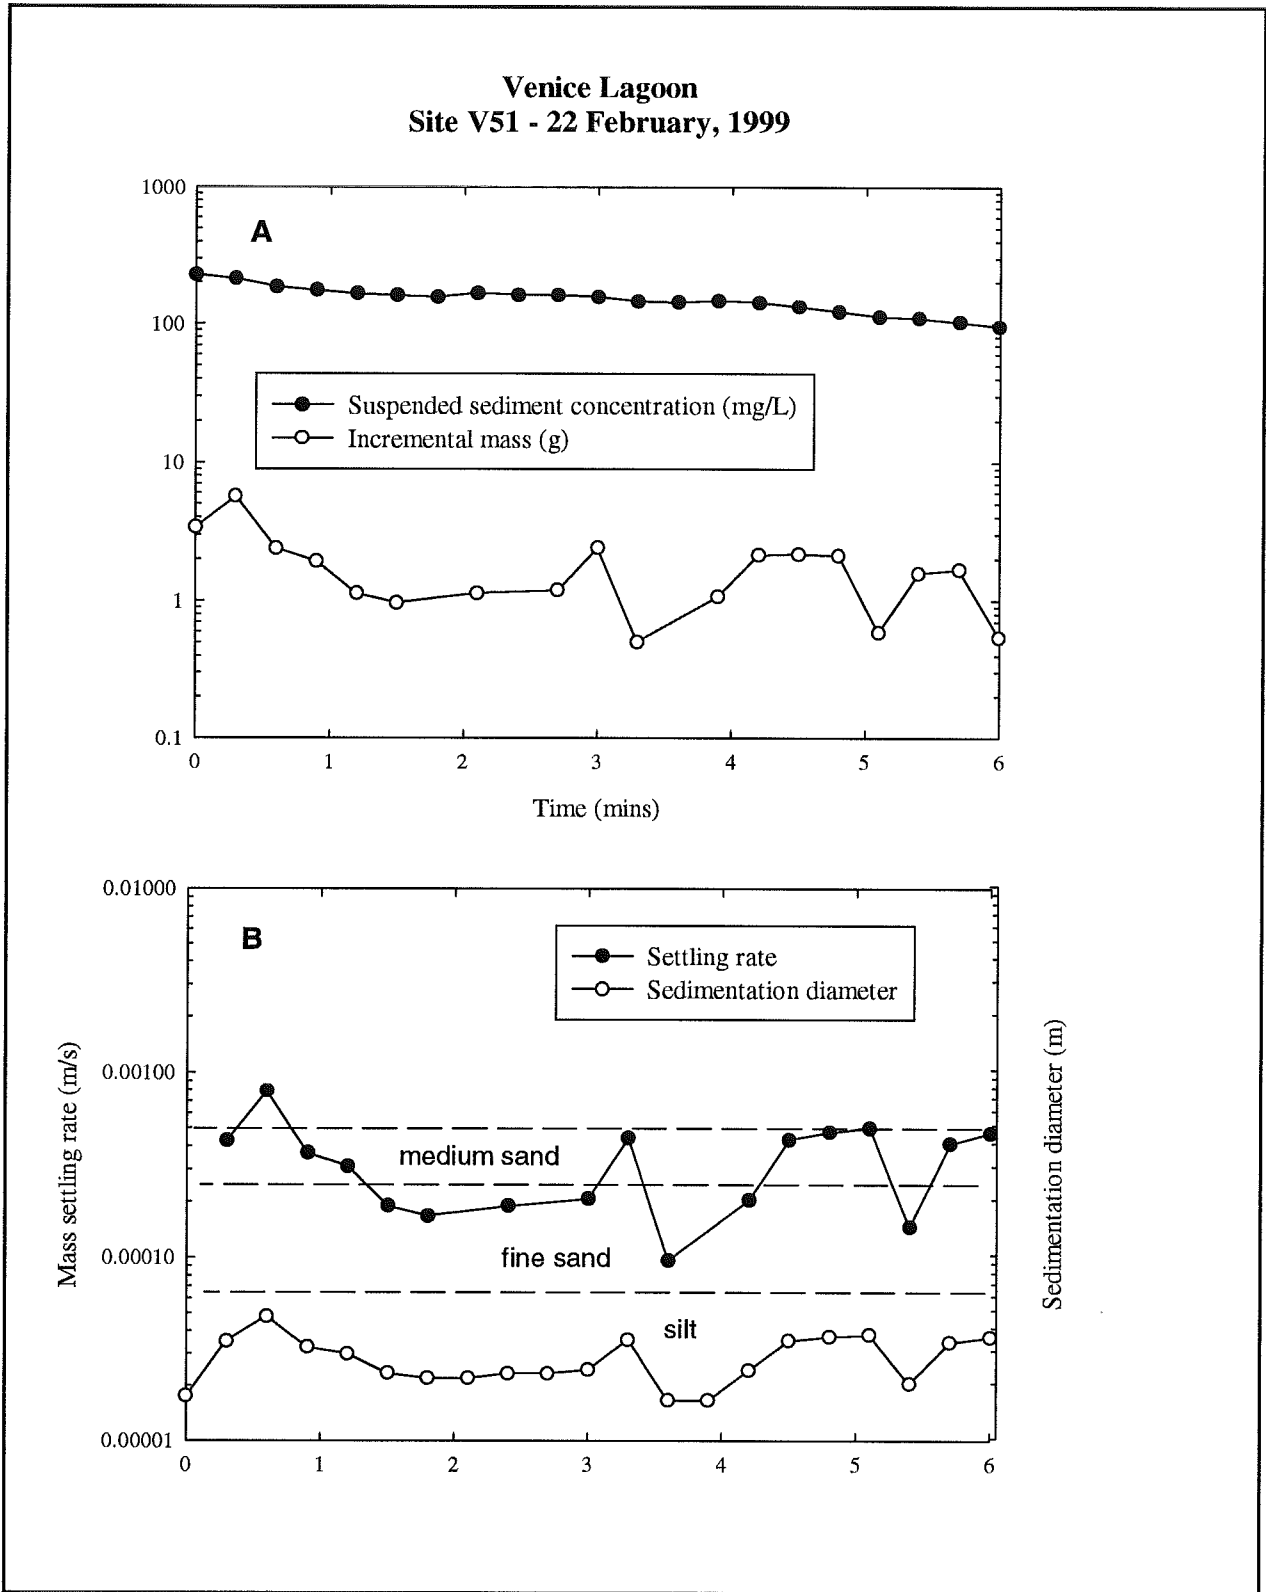 Venice Lagoon
Site V51 - 22 February, 1999
1000
A
100
Suspended sediment concentration (mg/L)
Incremental mass (g)
10
1
0.1
0 1 2 3 4 5 6
Time (mins)
0.01000
B
Settling rate
Sedimentation diameter
Mass settling rate (m/s)
Sedimentation diameter (m)
0.00100
medium sand
0.00010
fine sand
silt
0.00001
0 1 2 3 4 5 6